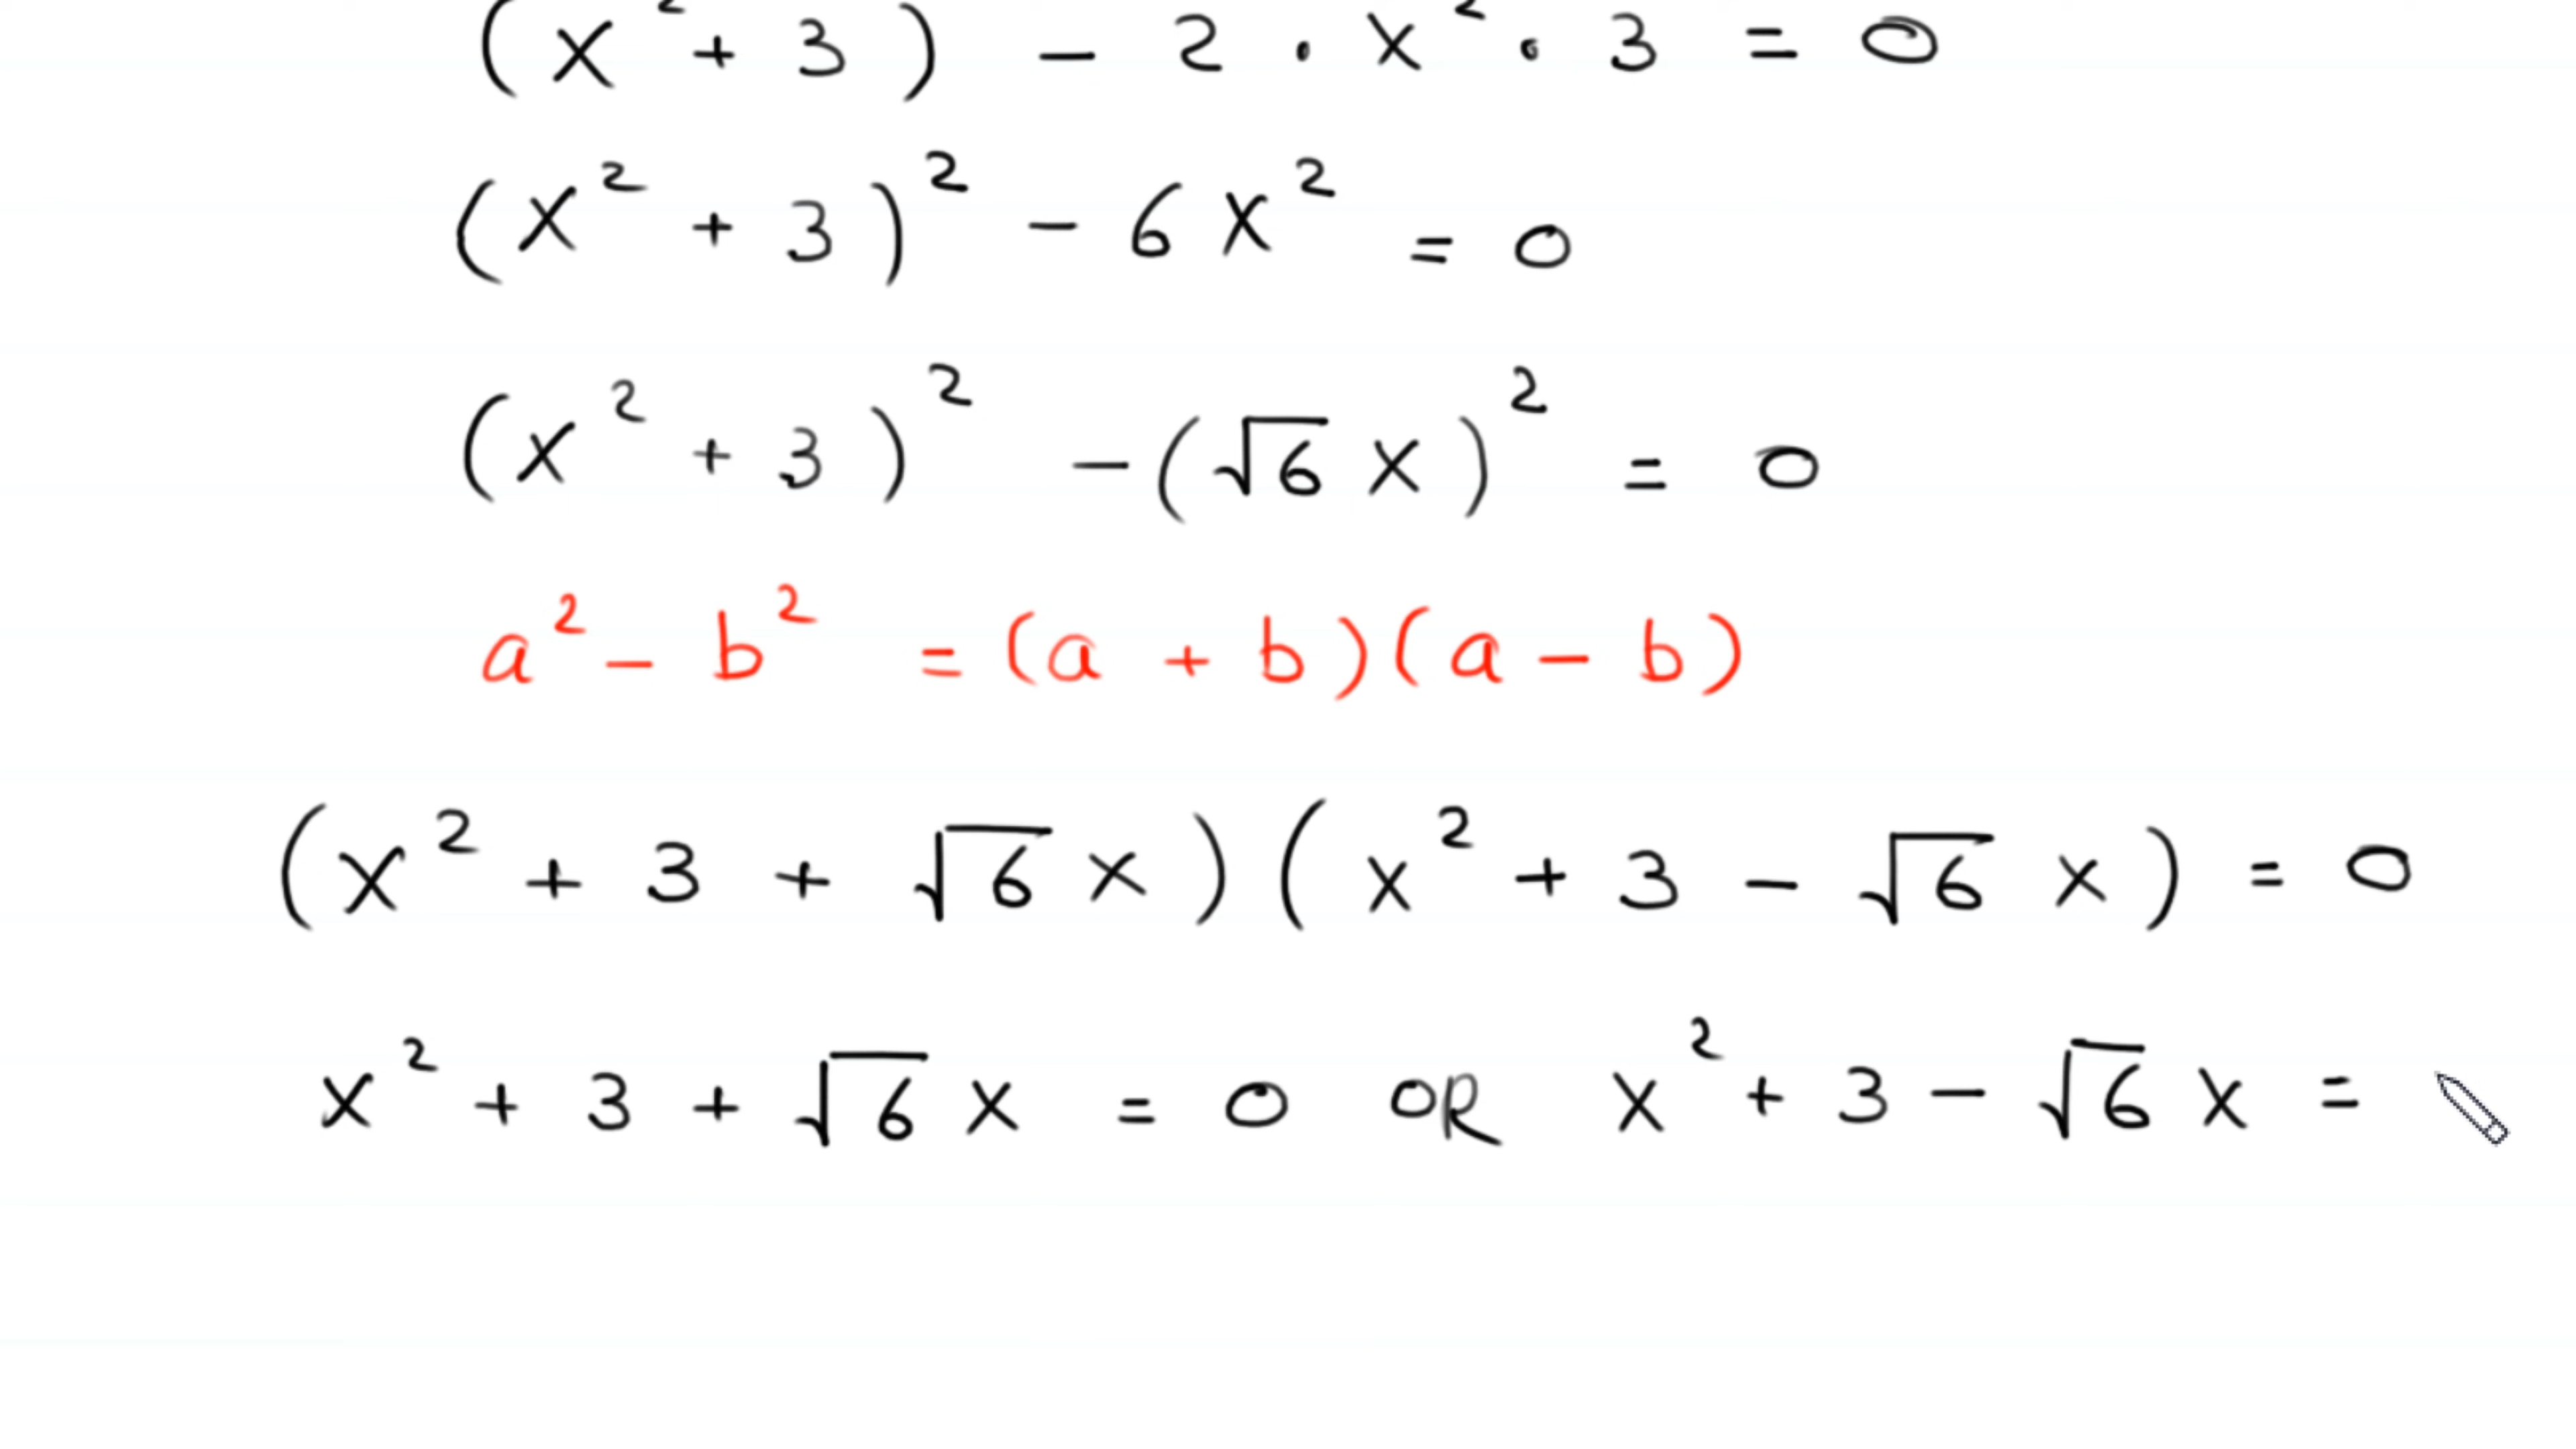 (x² + 3) - 2 · x² · 3 = 0
(x² + 3)² - 6x² = 0
(x² + 3)² - (√6 x)² = 0
a² - b² = (a + b)(a - b)
(x² + 3 + √6 x)(x² + 3 - √6 x) = 0
x² + 3 + √6 x = 0 OR x² + 3 - √6 x =